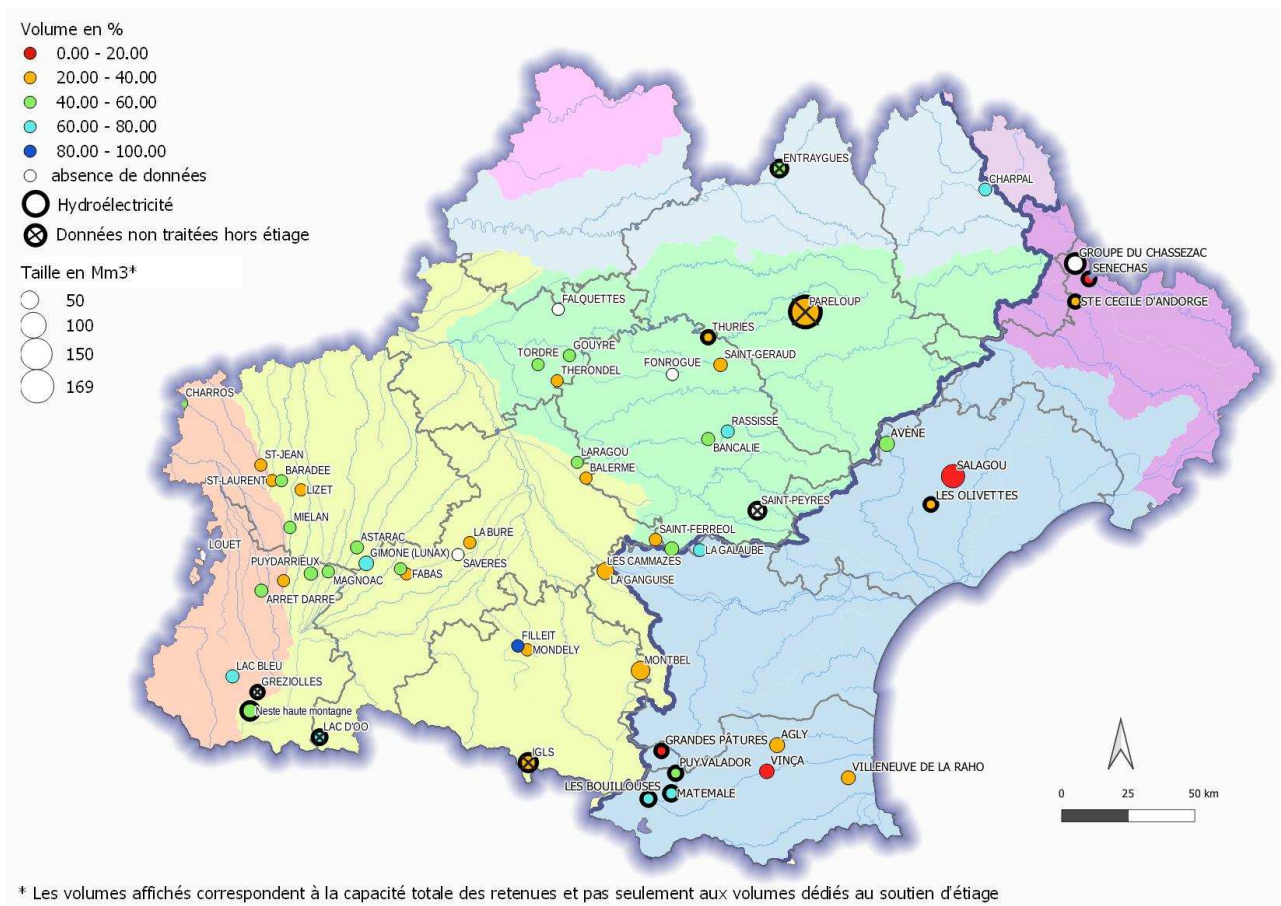 Volume en %
0.00 - 20.00
20.00 - 40.00
40.00 - 60.00
60.00 - 80.00
80.00 - 100.00
absence de données
Hydroélectricité
Données non traitées hors étiage
Taille en Mm3*
50
100
150
169
ENTRAYGUES
CHARPAL
GROUPE DU CHASSEZAC
SENECHAS
STE CECILE D'ANDORGE
FALQUETTES
PARELOUP
THURIES
GOUYRE
TORDRE
SAINT-GERAUD
FONROGUE
THERONDEL
CHARROS
RASSISSE
BANCALIE
AVÈNE
LARAGOU
BALERME
ST-JEAN
BARADEE
ST-LAURENT
LIZET
SALAGOU
LES OLIVETTES
SAINT-PEYRES
MIELAN
ASTARAC
LA BURE
SAINT-FERREOL
LOUET
GIMONE (LUNAX)
SAVERES
LA GALAUBE
PUYDARRIEUX
LES CAMMAZES
MAGNOAC
FABAS
LA GANGUISE
ARRET DARRE
FILLEIT
MONDELY
LAC BLEU
MONTBEL
GREZIOLLES
Neste haute montagne
LAC D'OO
AGLY
GRANDES PÂTURES
IGLS
PUYVALADOR
VINÇA
VILLENEUVE DE LA RAHO
LES BOUILLOUSES
MATEMALE
0 25 50 km
* Les volumes affichés correspondent à la capacité totale des retenues et pas seulement aux volumes dédiés au soutien d'étiage